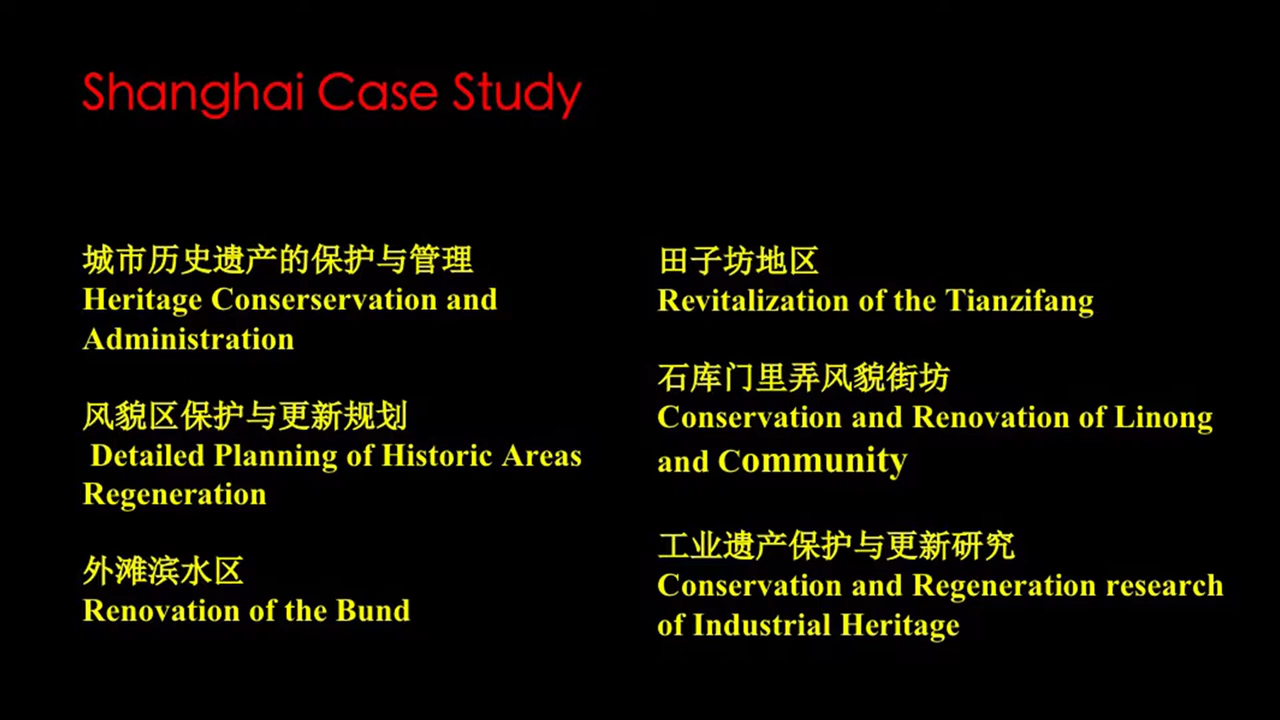 Shanghai Case Study
城市历史遗产的保护与管理
Heritage Conserservation and
Administration
风貌区保护与更新规划
Detailed Planning of Historic Areas
Regeneration
外滩滨水区
Renovation of the Bund
田子坊地区
Revitalization of the Tianzifang
石库门里弄风貌街坊
Conservation and Renovation of Linong
and Community
工业遗产保护与更新研究
Conservation and Regeneration research
of Industrial Heritage